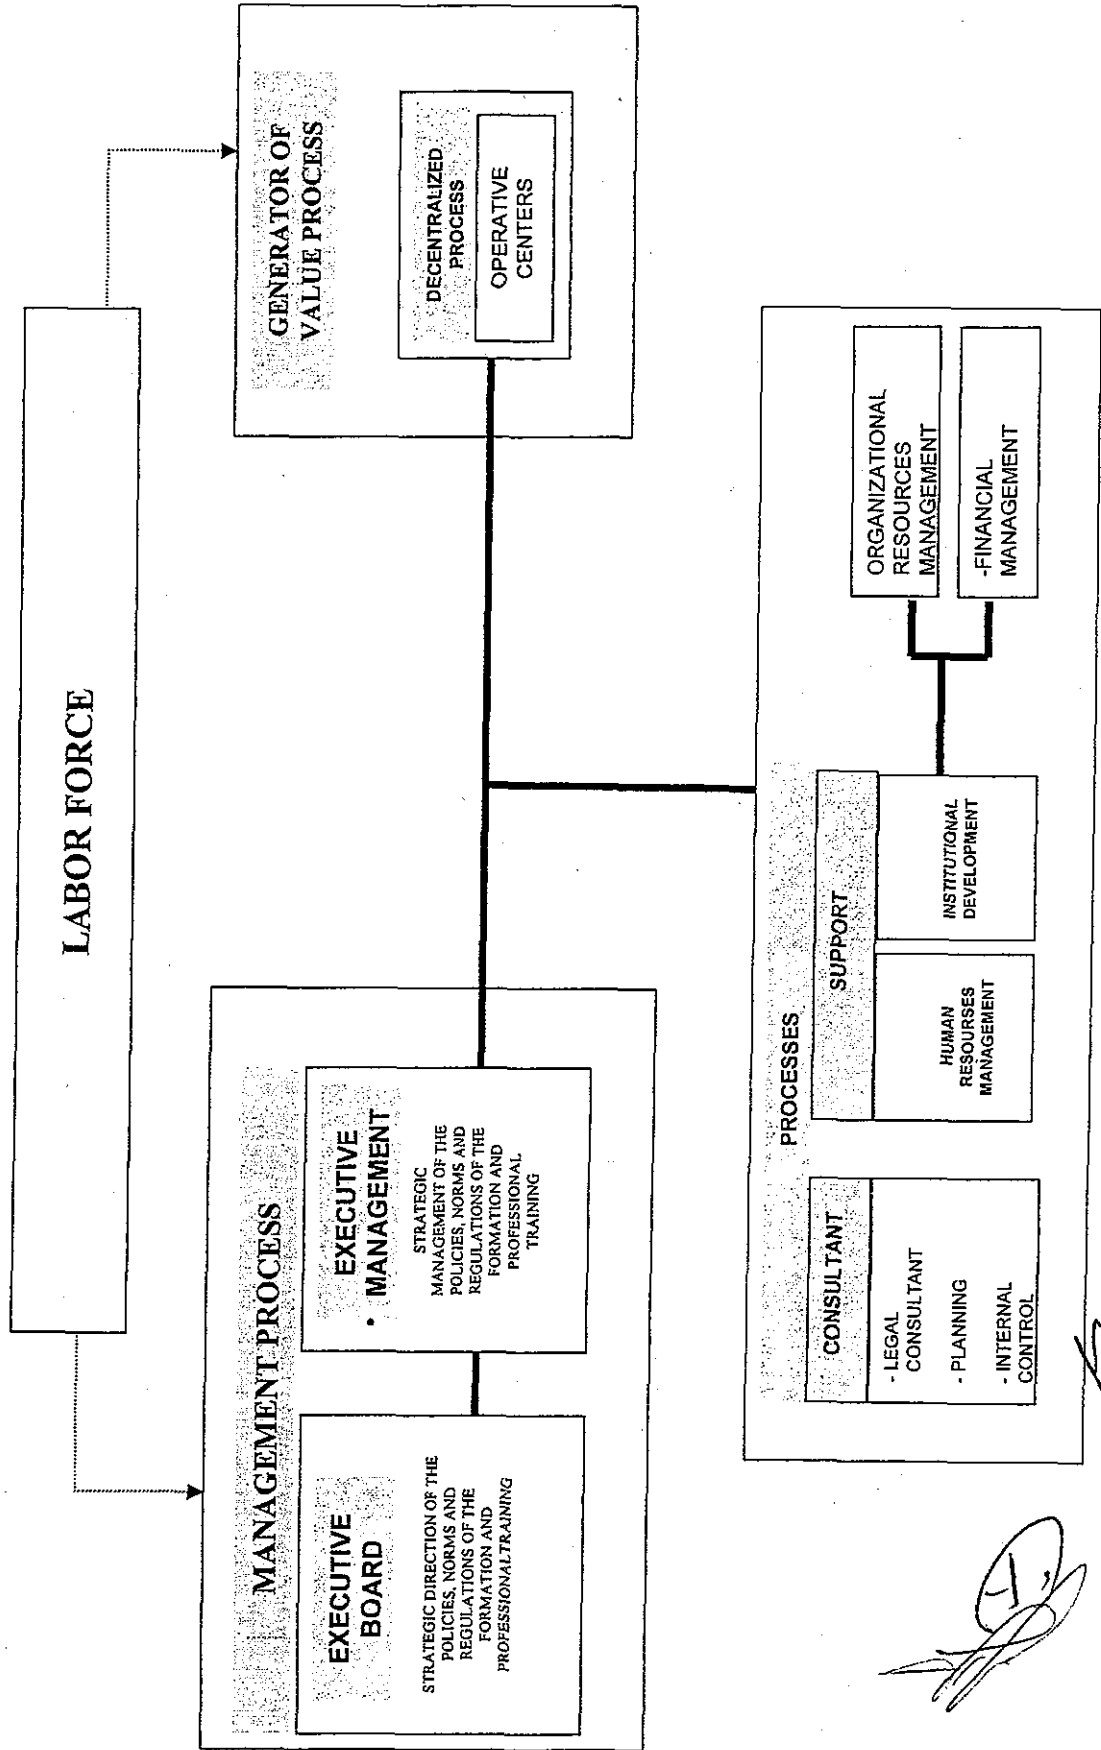 LABOR FORCE
MANAGEMENT PROCESS
EXECUTIVE
BOARD
STRATEGIC DIRECTION OF THE
POLICIES, NORMS AND
REGULATIONS OF THE
FORMATION AND
PROFESSIONALTRAINING
EXECUTIVE
• MANAGEMENT
STRATEGIC
MANAGEMENT OF THE
POLICIES, NORMS AND
REGULATIONS OF THE
FORMATION AND
PROFESSIONAL
TRAINING
GENERATOR OF
VALUE PROCESS
DECENTRALIZED
PROCESS
OPERATIVE
CENTERS
PROCESSES
CONSULTANT
- LEGAL
CONSULTANT
- PLANNING
- INTERNAL
CONTROL
SUPPORT
HUMAN
RESOURSES
MANAGEMENT
INSTITUTIONAL
DEVELOPMENT
ORGANIZATIONAL
RESOURCES
MANAGEMENT
-FINANCIAL
MANAGEMENT